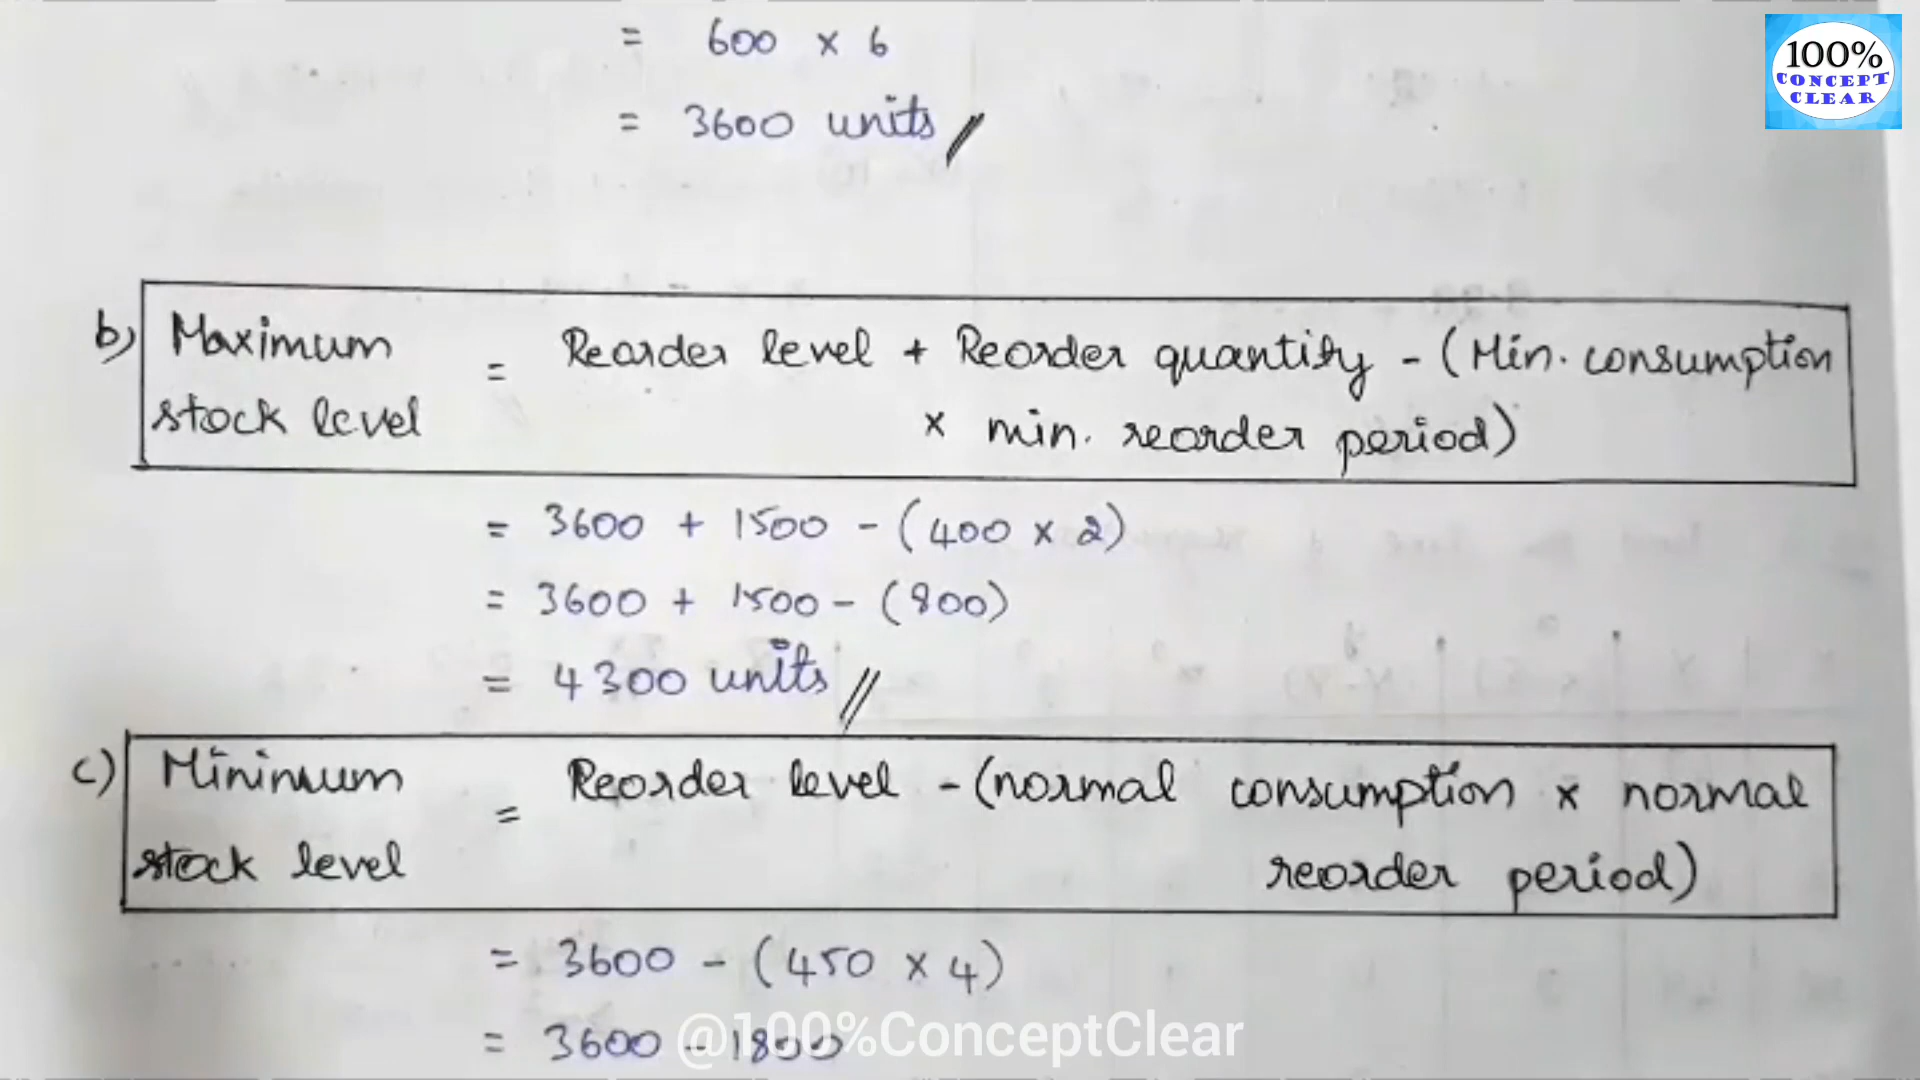 = 600 × 6
= 3600 units
100%
CONCEPT
CLEAR
b) Maximum stock level = Reorder level + Reorder quantity - (Min. consumption
× min. reorder period)
= 3600 + 1500 - (400 × 2)
= 3600 + 1500 - (800)
= 4300 units
c) Minimum stock level = Reorder level - (normal consumption × normal
reorder period)
= 3600 - (450 × 4)
= 3600 - 1800
@100%ConceptClear